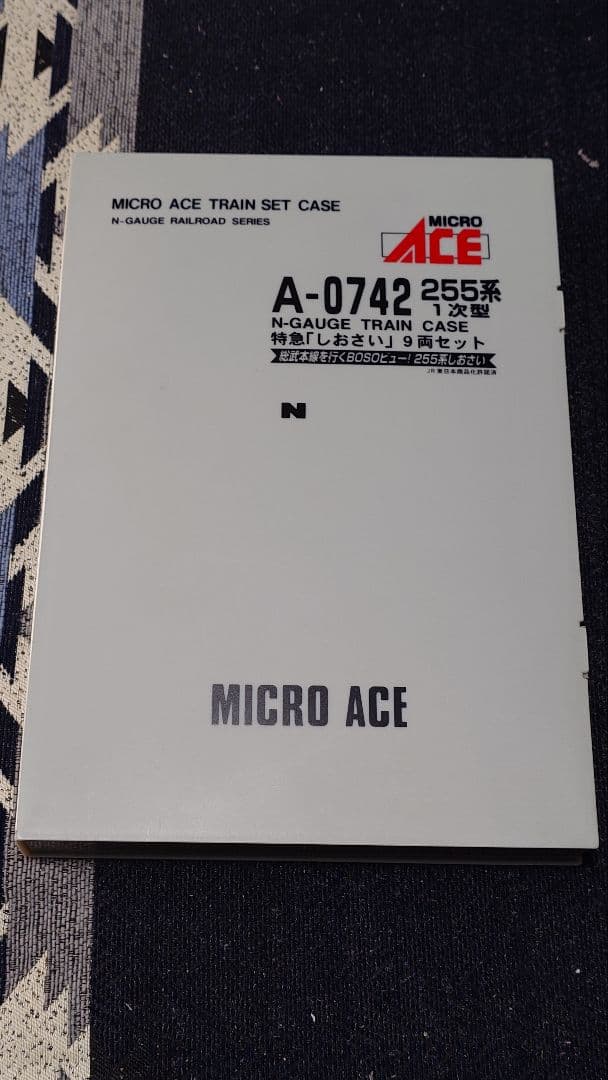 MICRO ACE TRAIN SET CASE
N-GAUGE RAILROAD SERIES
MICRO
ACE
A-0742 255系
1次型
N-GAUGE TRAIN CASE
特急「しおさい」9両セット
総武本線を行くBOSOビュー!255系しおさい
JR東日本商品化許諾済
N
MICRO ACE